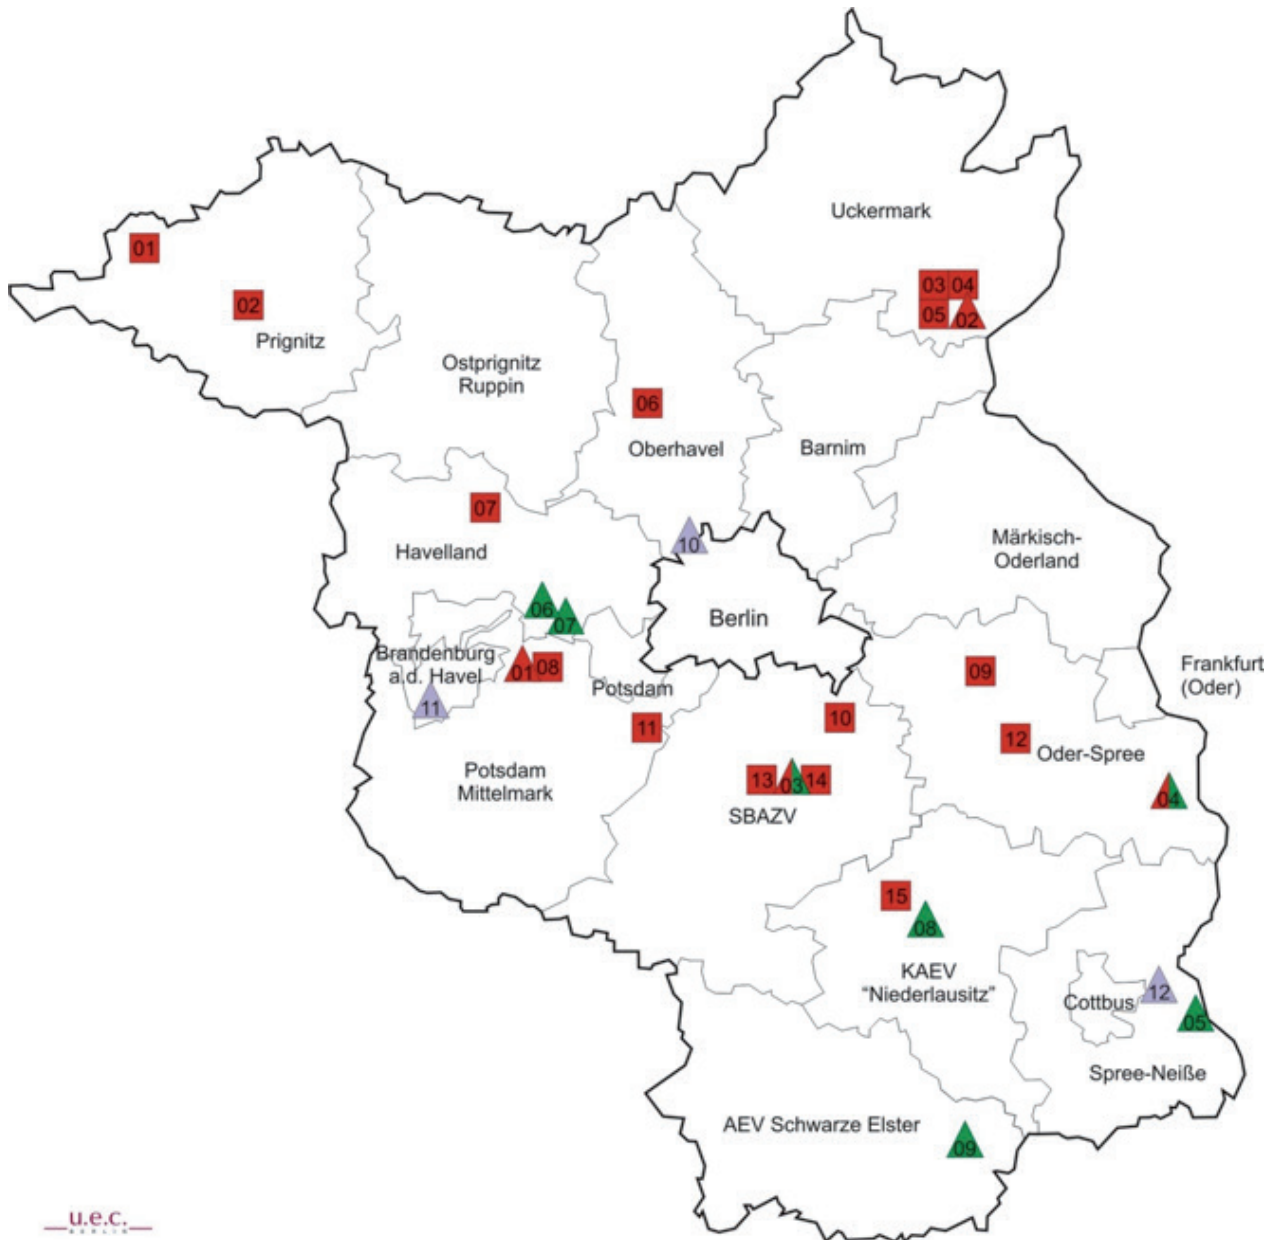 Uckermark
01
03
04
02
05
02
Prignitz
Ostprignitz
Ruppin
06
Oberhavel
Barnim
07
10
Havelland
Märkisch-
Oderland
06
07
Berlin
Brandenburg
a.d. Havel
01
08
Potsdam
09
Frankfurt
(Oder)
11
11
10
12
Oder-Spree
Potsdam
Mittelmark
13
03
14
04
SBAZV
15
08
KAEV
"Niederlausitz"
Cottbus
12
05
Spree-Neiße
AEV Schwarze Elster
09
u.e.c.
BERLIN